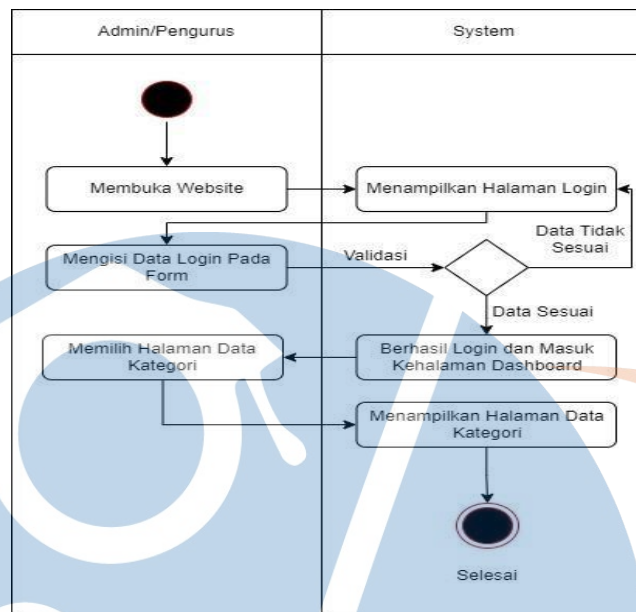 Admin/Pengurus
System
Membuka Website
Menampilkan Halaman Login
Data Tidak
Sesuai
Mengisi Data Login Pada
Form
Validasi
Data Sesuai
Memilih Halaman Data
Kategori
Berhasil Login dan Masuk
Kehalaman Dashboard
Menampilkan Halaman Data
Kategori
Selesai